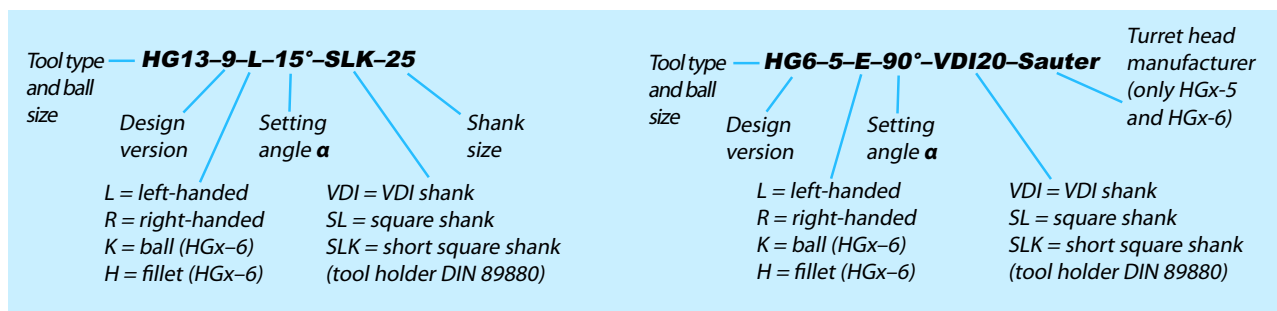 HG13–9–L–15°–SLK–25
Tool type
and ball
size
Design
version
Setting
angle α
Shank
size
L = left-handed
R = right-handed
K = ball (HGx–6)
H = fillet (HGx–6)
VDI = VDI shank
SL = square shank
SLK = short square shank
(tool holder DIN 89880)
HG6–5–E–90°–VDI20–Sauter
Tool type
and ball
size
Turret head
manufacturer
(only HGx-5
and HGx-6)
Design
version
Setting
angle α
L = left-handed
R = right-handed
K = ball (HGx–6)
H = fillet (HGx–6)
VDI = VDI shank
SL = square shank
SLK = short square shank
(tool holder DIN 89880)